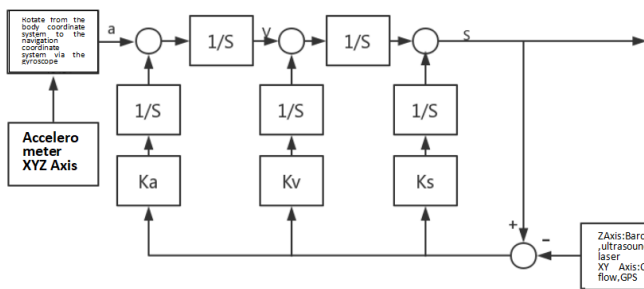 Rotate from the
body coordinate
system to the
navigation
coordinate
system via the
gyroscope
a
1/S
v
1/S
s
1/S
1/S
1/S
Accelero
meter
XYZ Axis
Ka
Kv
Ks
+
-
ZAxis:Baro
,ultrasoun
laser
XY Axis:O
flow,GPS